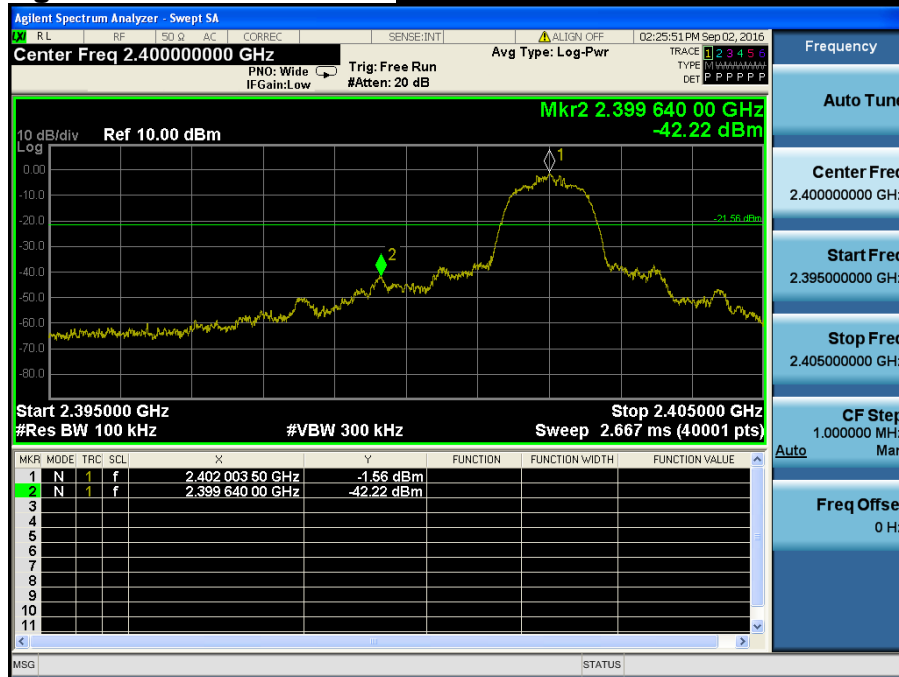 Agilent Spectrum Analyzer - Swept SA
LXI RL RF 50 Ω AC CORREC SENSE:INT ALIGN OFF 02:25:51 PM Sep 02, 2016
Center Freq 2.400000000 GHz
PNO: Wide
IFGain:Low
Trig: Free Run
#Atten: 20 dB
Avg Type: Log-Pwr
TRACE 1 2 3 4 5 6
TYPE M
DET P P P P P P
Mkr2 2.399 640 00 GHz
-42.22 dBm
10 dB/div Ref 10.00 dBm
Log
0.00
-10.0
-20.0
-30.0
-40.0
-50.0
-60.0
-70.0
-80.0
1
2
-21.56 dBm
Start 2.395000 GHz Stop 2.405000 GHz
#Res BW 100 kHz #VBW 300 kHz Sweep 2.667 ms (40001 pts)
MKR MODE TRC SCL X Y FUNCTION FUNCTION WIDTH FUNCTION VALUE
1 N 1 f 2.402 003 50 GHz -1.56 dBm
2 N 1 f 2.399 640 00 GHz -42.22 dBm
3
4
5
6
7
8
9
10
11
MSG STATUS
Frequency
Auto Tune
Center Freq
2.400000000 GHz
Start Freq
2.395000000 GHz
Stop Freq
2.405000000 GHz
CF Step
1.000000 MHz
Auto Man
Freq Offset
0 Hz